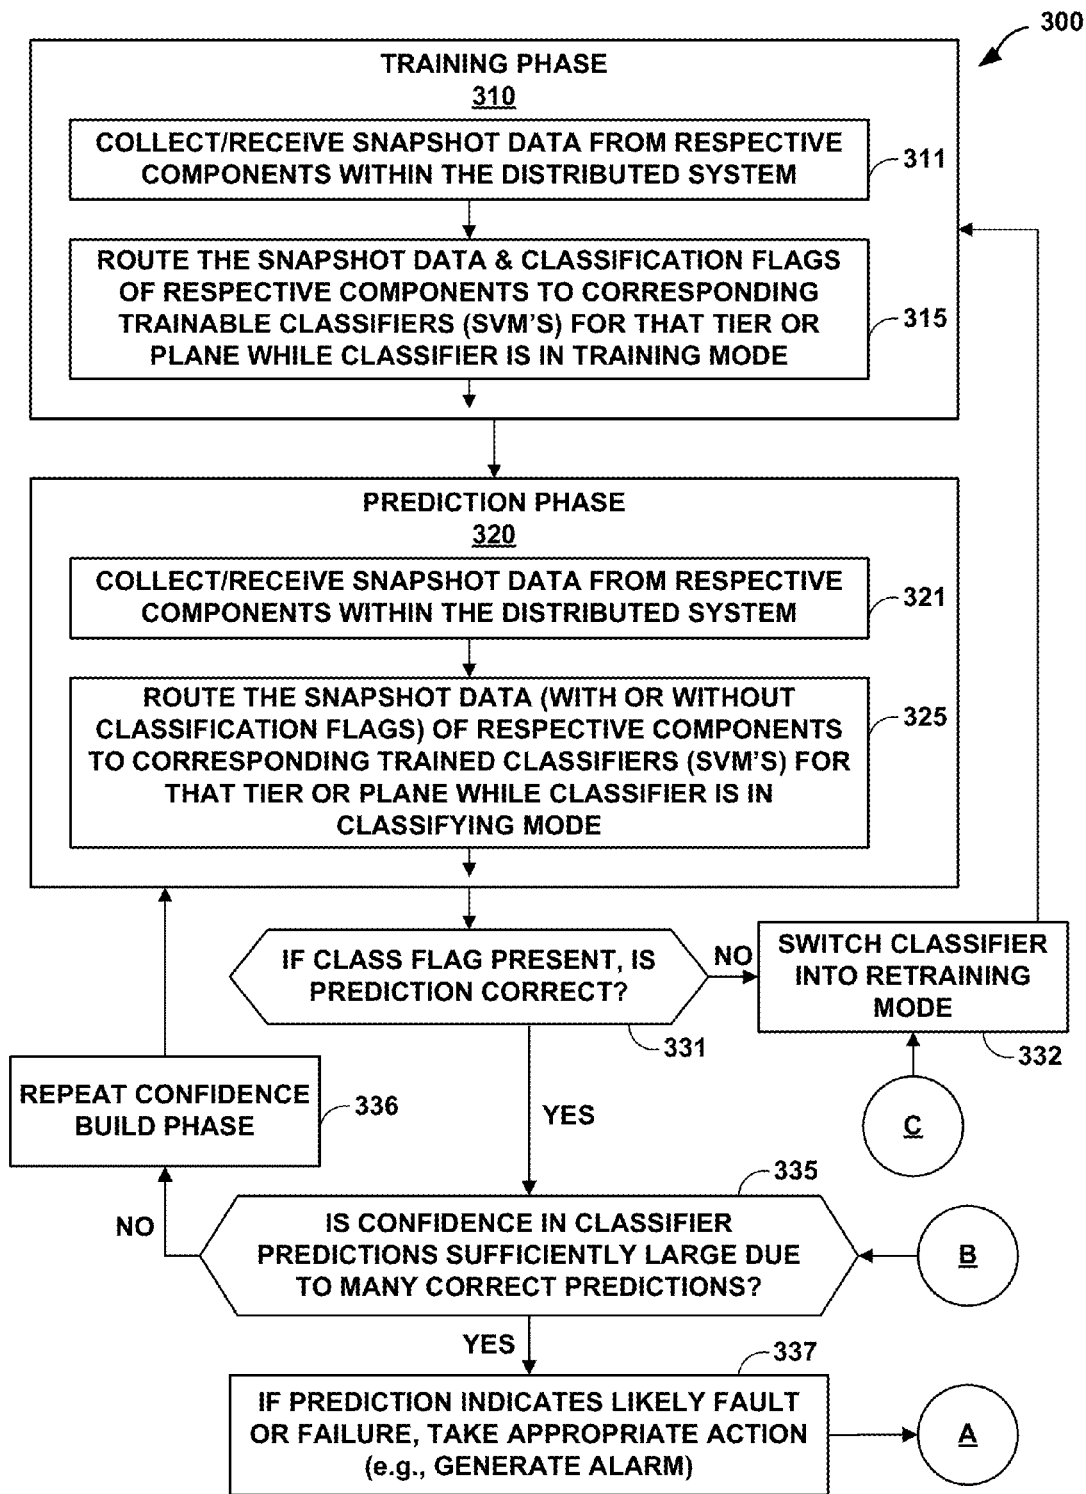 300
TRAINING PHASE
310
COLLECT/RECEIVE SNAPSHOT DATA FROM RESPECTIVE
COMPONENTS WITHIN THE DISTRIBUTED SYSTEM
311
ROUTE THE SNAPSHOT DATA & CLASSIFICATION FLAGS
OF RESPECTIVE COMPONENTS TO CORRESPONDING
TRAINABLE CLASSIFIERS (SVM'S) FOR THAT TIER OR
PLANE WHILE CLASSIFIER IS IN TRAINING MODE
315
PREDICTION PHASE
320
COLLECT/RECEIVE SNAPSHOT DATA FROM RESPECTIVE
COMPONENTS WITHIN THE DISTRIBUTED SYSTEM
321
ROUTE THE SNAPSHOT DATA (WITH OR WITHOUT
CLASSIFICATION FLAGS) OF RESPECTIVE COMPONENTS
TO CORRESPONDING TRAINED CLASSIFIERS (SVM'S) FOR
THAT TIER OR PLANE WHILE CLASSIFIER IS IN
CLASSIFYING MODE
325
IF CLASS FLAG PRESENT, IS
PREDICTION CORRECT?
331
NO
SWITCH CLASSIFIER
INTO RETRAINING
MODE
332
C
YES
REPEAT CONFIDENCE
BUILD PHASE
336
NO
335
IS CONFIDENCE IN CLASSIFIER
PREDICTIONS SUFFICIENTLY LARGE DUE
TO MANY CORRECT PREDICTIONS?
B
YES
337
IF PREDICTION INDICATES LIKELY FAULT
OR FAILURE, TAKE APPROPRIATE ACTION
(e.g., GENERATE ALARM)
A